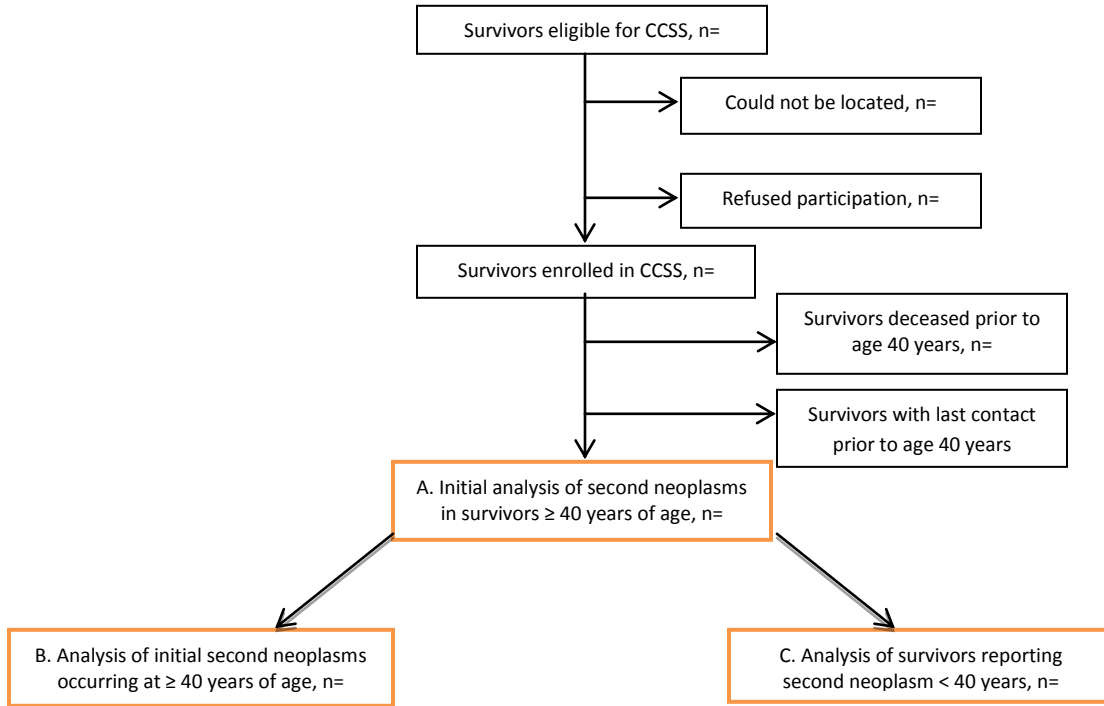 Survivors eligible for CCSS, n=
Could not be located, n=
Refused participation, n=
Survivors enrolled in CCSS, n=
Survivors deceased prior to
age 40 years, n=
Survivors with last contact
prior to age 40 years
A. Initial analysis of second neoplasms
in survivors ≥ 40 years of age, n=
B. Analysis of initial second neoplasms
occurring at ≥ 40 years of age, n=
C. Analysis of survivors reporting
second neoplasm < 40 years, n=